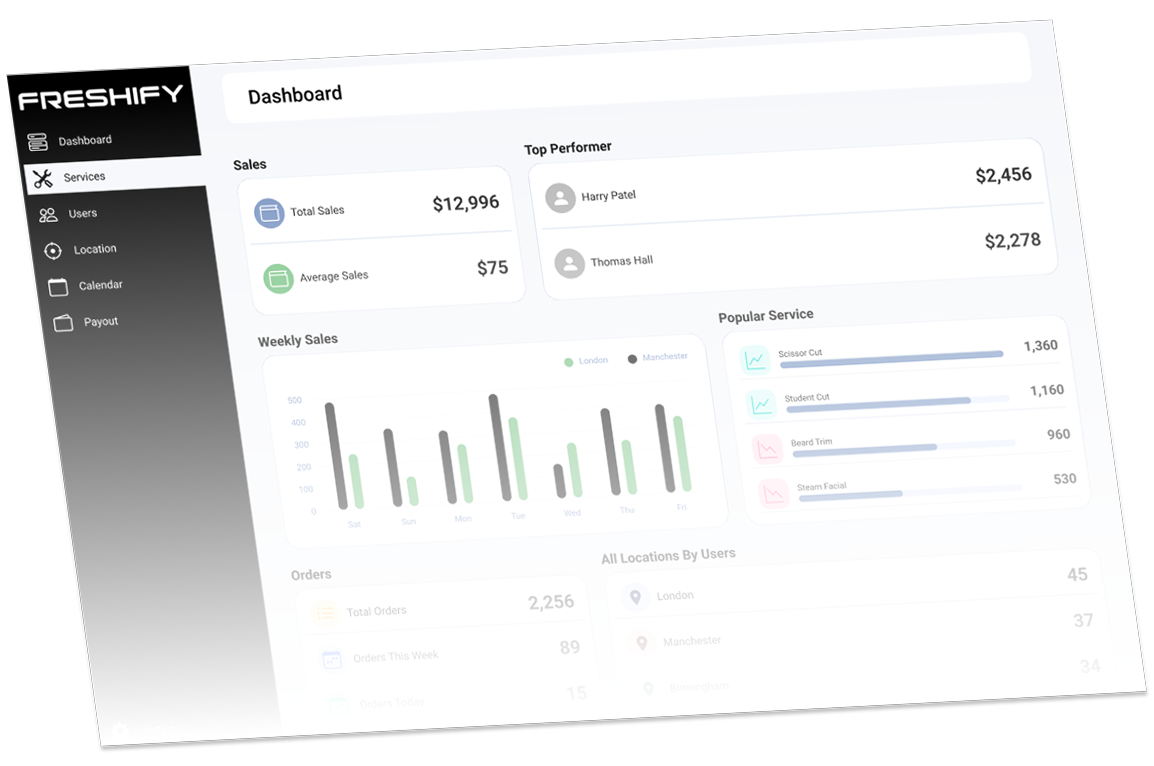 FRESHIFY
Dashboard
Services
Users
Location
Calendar
Payout
Dashboard
Sales
Total Sales $12,996
Average Sales $75
Top Performer
Harry Patel $2,456
Thomas Hall $2,278
Weekly Sales
London Manchester
500
400
300
200
100
0
Sat Sun Mon Tue Wed Thu Fri
Popular Service
Scissor Cut 1,360
Student Cut 1,160
Beard Trim 960
Steam Facial 530
Orders
Total Orders 2,256
Orders This Week 89
Orders Today 15
All Locations By Users
London 45
Manchester 37
Birmingham 34